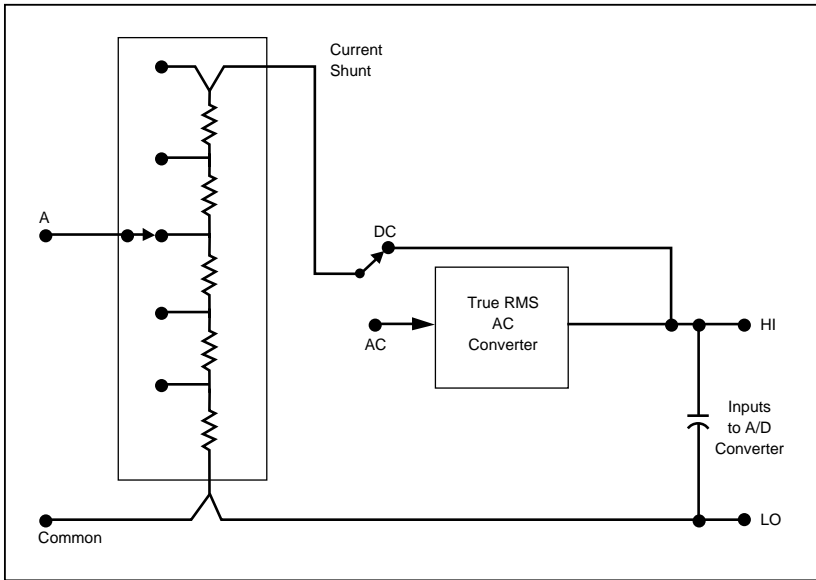 Current
Shunt
A
DC
True RMS
AC
Converter
AC
HI
Inputs
to A/D
Converter
Common
LO